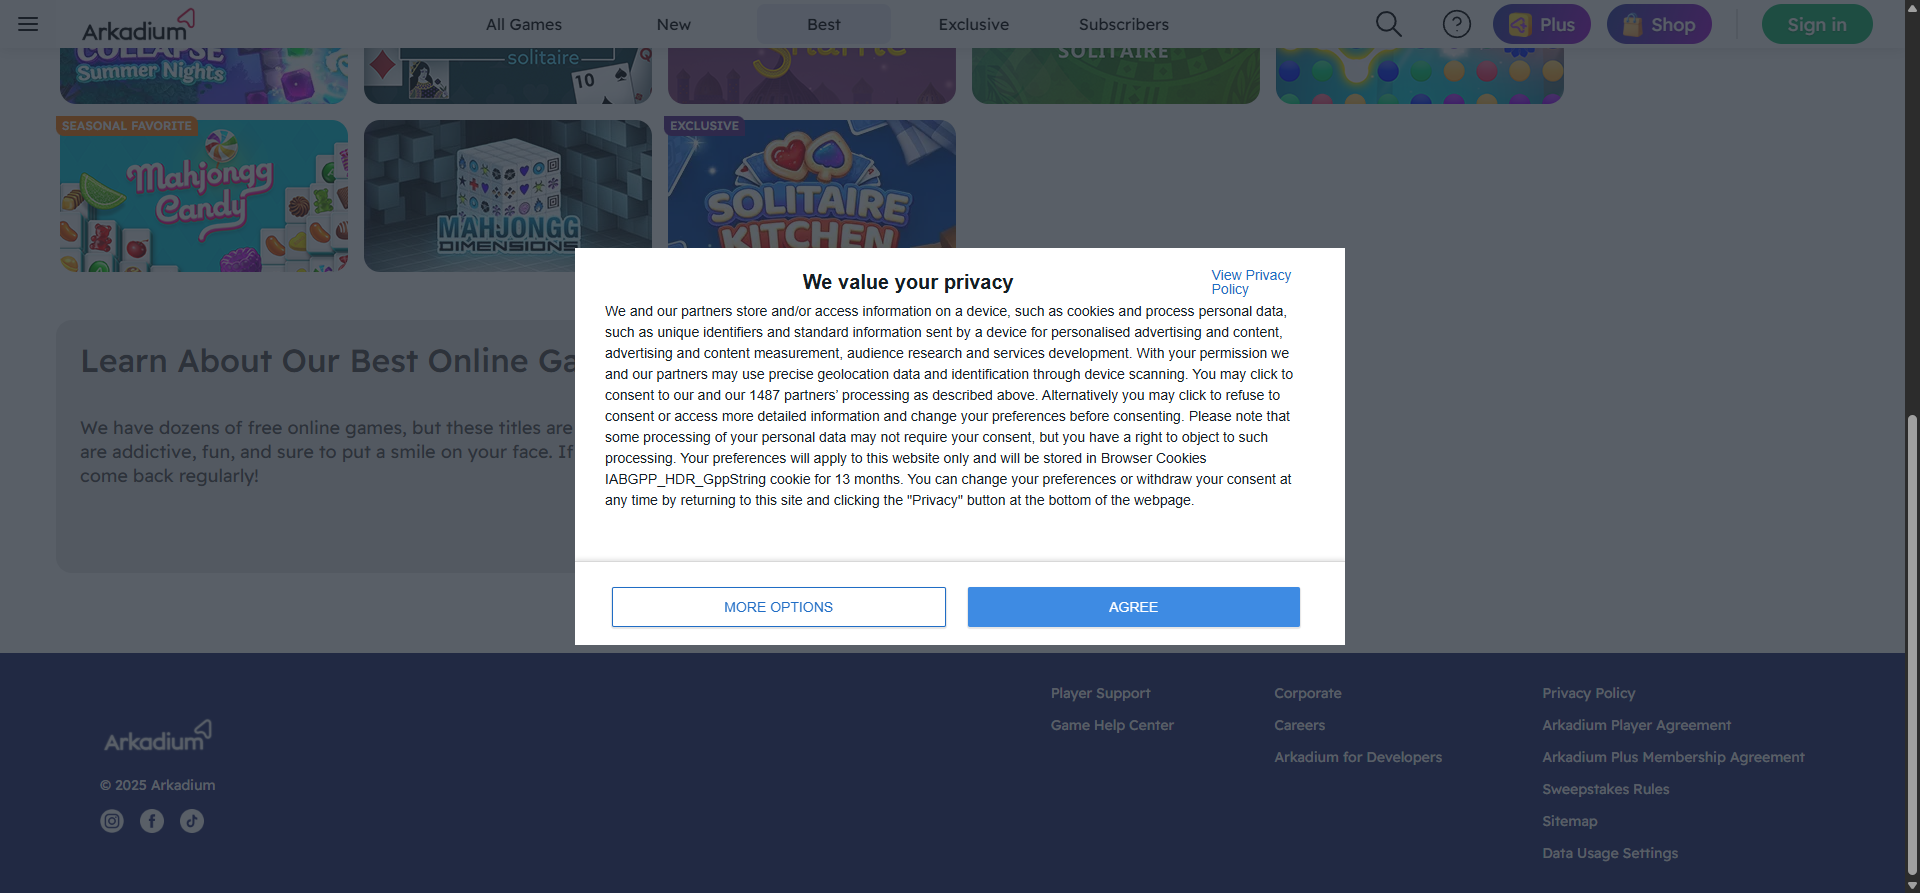 Arkadium
All Games
New
Best
Exclusive
Subscribers
?
Plus
Shop
Sign in
COLLAPSE
Summer Nights
solitaire
10
Q
SOLITAIRE
SEASONAL FAVORITE
Mahjongg
Candy
MAHJONGG
DIMENSIONS
EXCLUSIVE
SOLITAIRE
KITCHEN
We value your privacy
View Privacy
Policy
We and our partners store and/or access information on a device, such as cookies and process personal data,
such as unique identifiers and standard information sent by a device for personalised advertising and content,
advertising and content measurement, audience research and services development. With your permission we
and our partners may use precise geolocation data and identification through device scanning. You may click to
consent to our and our 1487 partners’ processing as described above. Alternatively you may click to refuse to
consent or access more detailed information and change your preferences before consenting. Please note that
some processing of your personal data may not require your consent, but you have a right to object to such
processing. Your preferences will apply to this website only and will be stored in Browser Cookies
IABGPP_HDR_GppString cookie for 13 months. You can change your preferences or withdraw your consent at
any time by returning to this site and clicking the "Privacy" button at the bottom of the webpage.
MORE OPTIONS
AGREE
Learn About Our Best Online Ga
We have dozens of free online games, but these titles are
are addictive, fun, and sure to put a smile on your face. If
come back regularly!
Arkadium
© 2025 Arkadium
Player Support
Game Help Center
Corporate
Careers
Arkadium for Developers
Privacy Policy
Arkadium Player Agreement
Arkadium Plus Membership Agreement
Sweepstakes Rules
Sitemap
Data Usage Settings